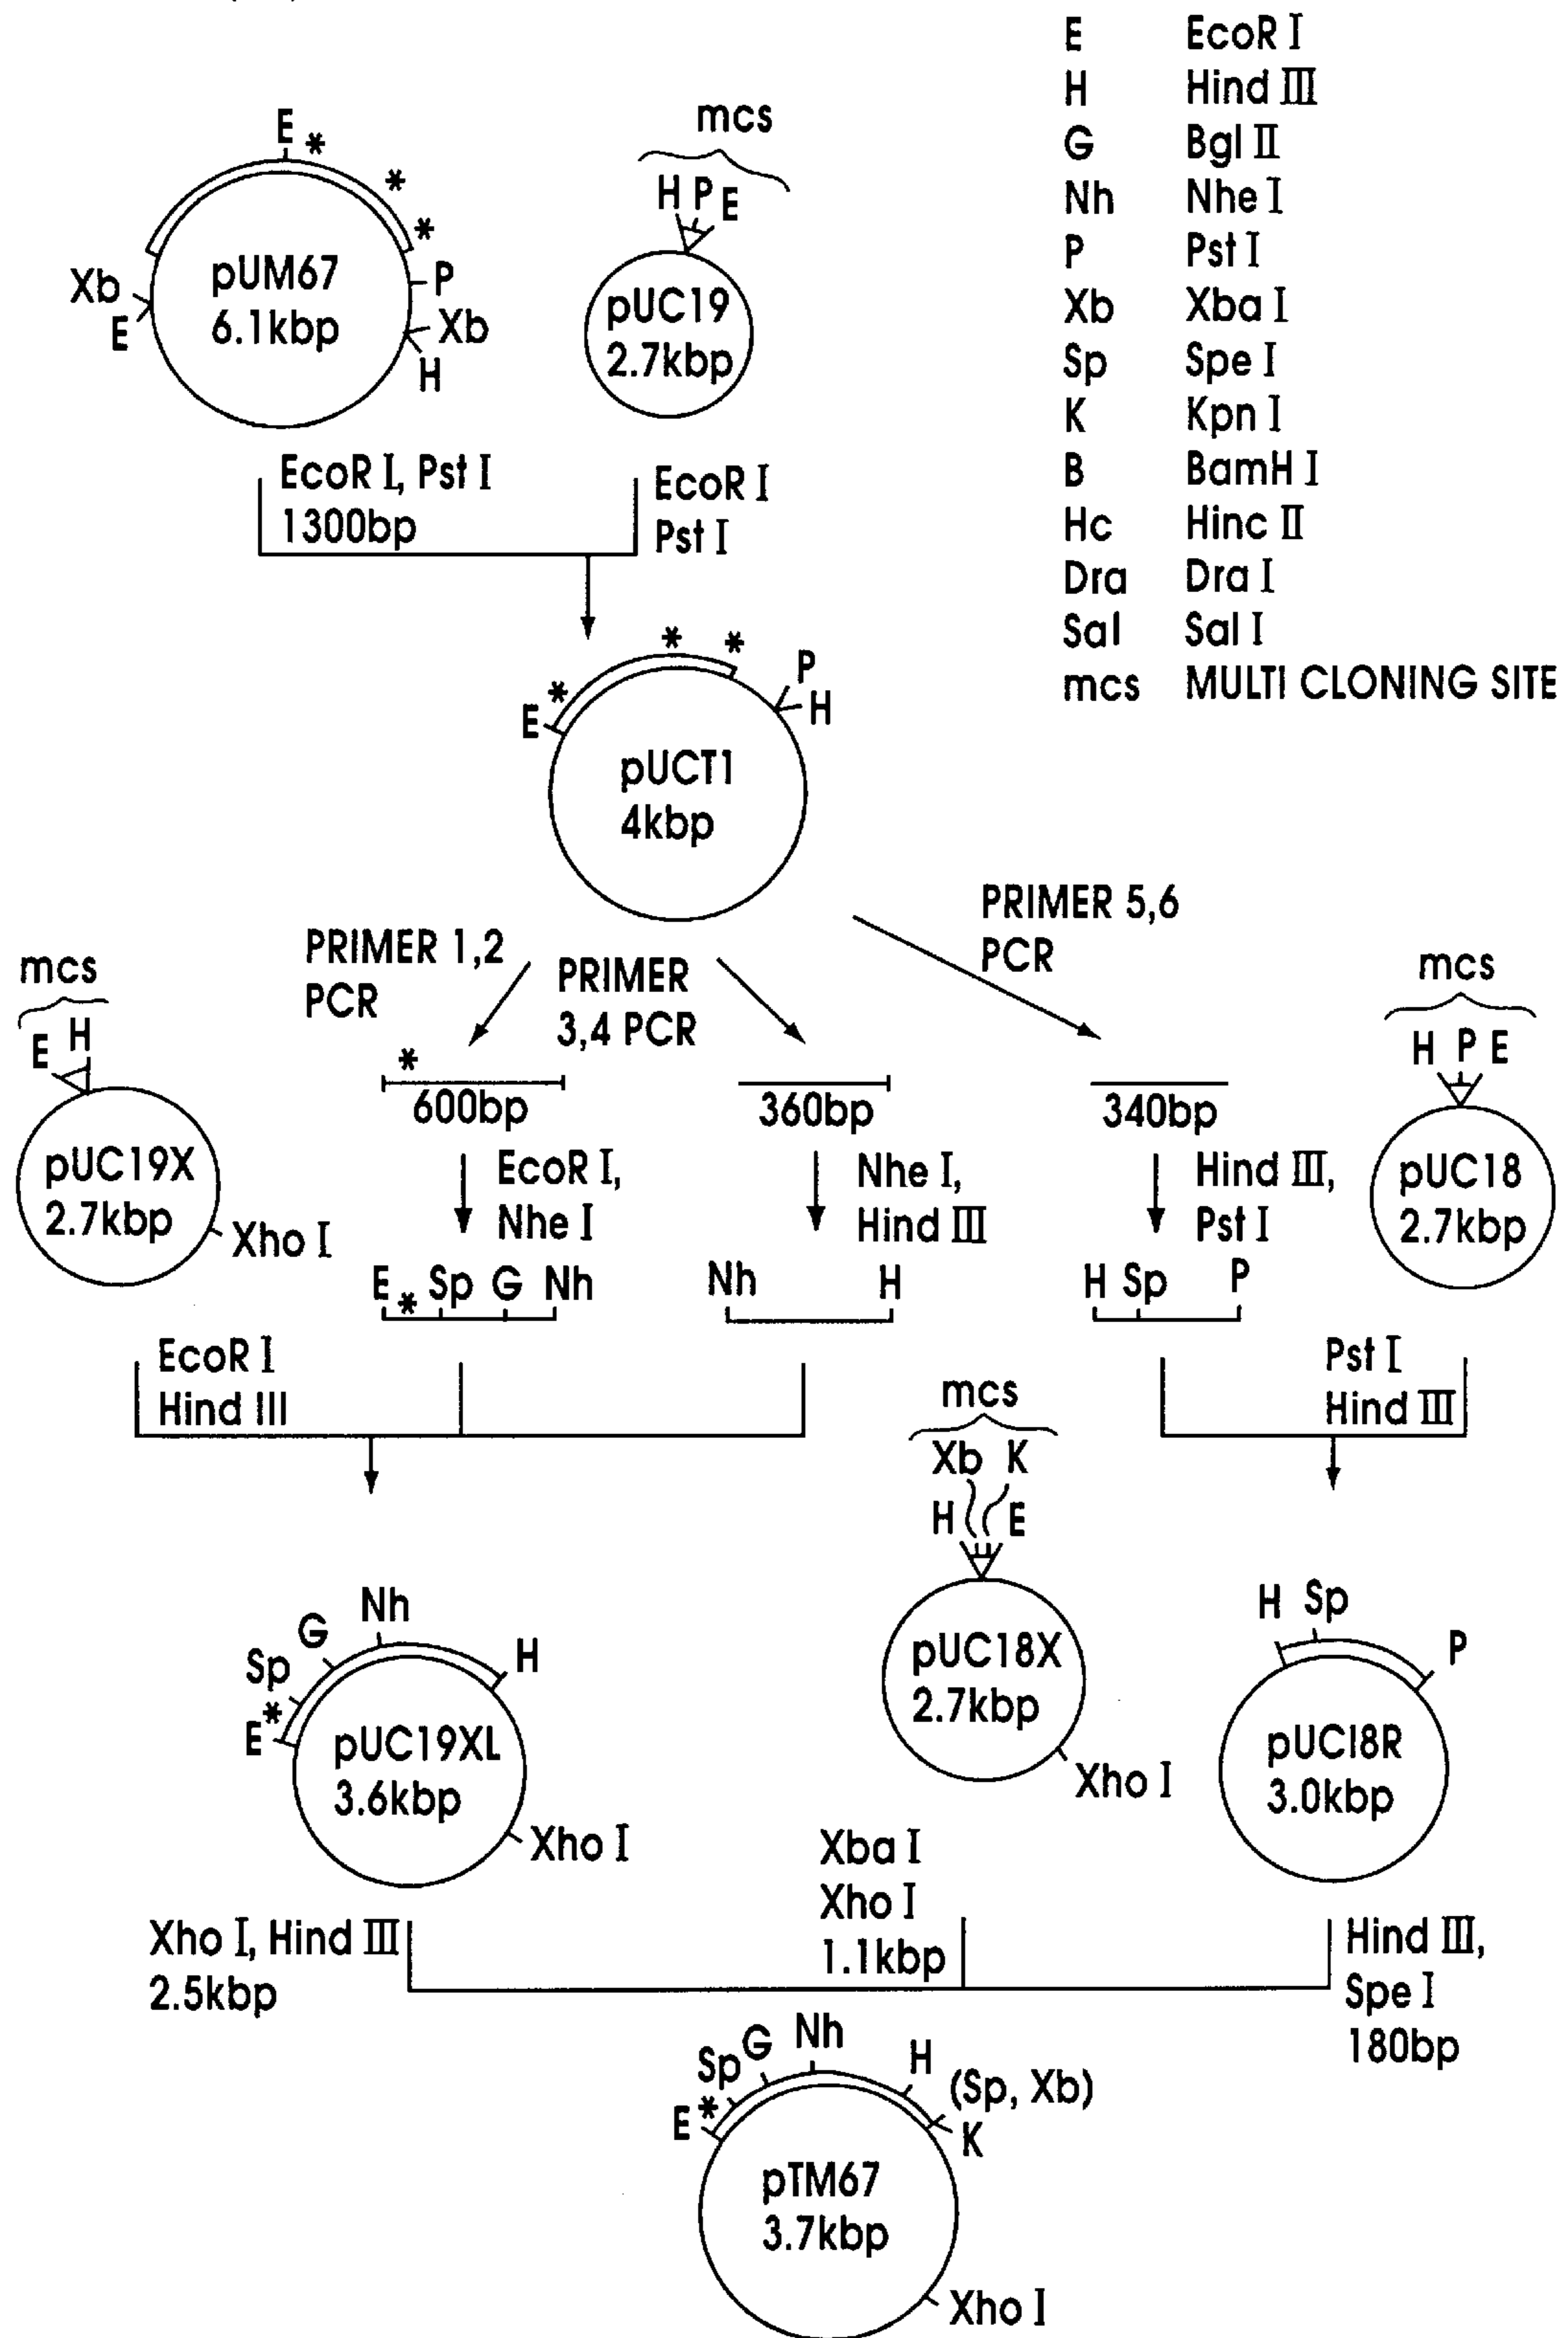 E EcoR I
H Hind III
G Bgl II
Nh Nhe I
P Pst I
Xb Xba I
Sp Spe I
K Kpn I
B BamH I
Hc Hinc II
Dra Dra I
Sal Sal I
mcs MULTI CLONING SITE
E * * *
pUM67
6.1kbp
Xb
E
P
Xb
H
mcs
H P E
pUC19
2.7kbp
EcoR I, Pst I
1300bp
EcoR I
Pst I
* * *
E
P
H
pUCT1
4kbp
PRIMER 1,2
PCR
PRIMER
3,4 PCR
PRIMER 5,6
PCR
mcs
E H
pUC19X
2.7kbp
Xho I
*
600bp
360bp
340bp
mcs
H P E
pUC18
2.7kbp
EcoR I,
Nhe I
Nhe I,
Hind III
Hind III,
Pst I
E * Sp G Nh
Nh H
H Sp P
EcoR I
Hind III
Pst I
Hind III
mcs
Xb K
H E
pUC18X
2.7kbp
Xho I
E * Sp G Nh H
pUC19XL
3.6kbp
Xho I
H Sp P
pUCI8R
3.0kbp
Xho I, Hind III
2.5kbp
Xba I
Xho I
1.1kbp
Hind III,
Spe I
180bp
E * Sp G Nh H (Sp, Xb)
K
pTM67
3.7kbp
Xho I